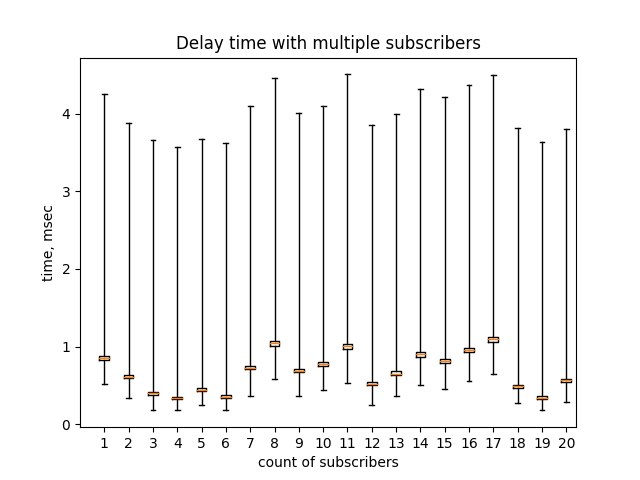 Delay time with multiple subscribers
4
3
2
1
0
time, msec
1 2 3 4 5 6 7 8 9 10 11 12 13 14 15 16 17 18 19 20
count of subscribers